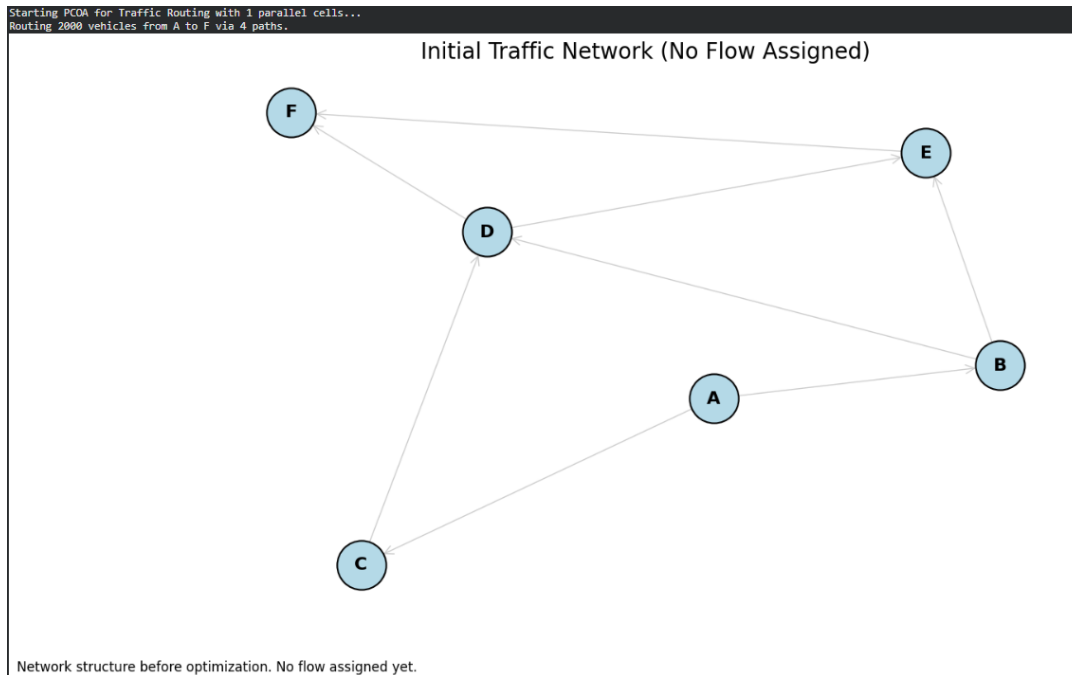 Starting PCOA for Traffic Routing with 1 parallel cells...
Routing 2000 vehicles from A to F via 4 paths.
Initial Traffic Network (No Flow Assigned)
F
E
D
B
A
C
Network structure before optimization. No flow assigned yet.